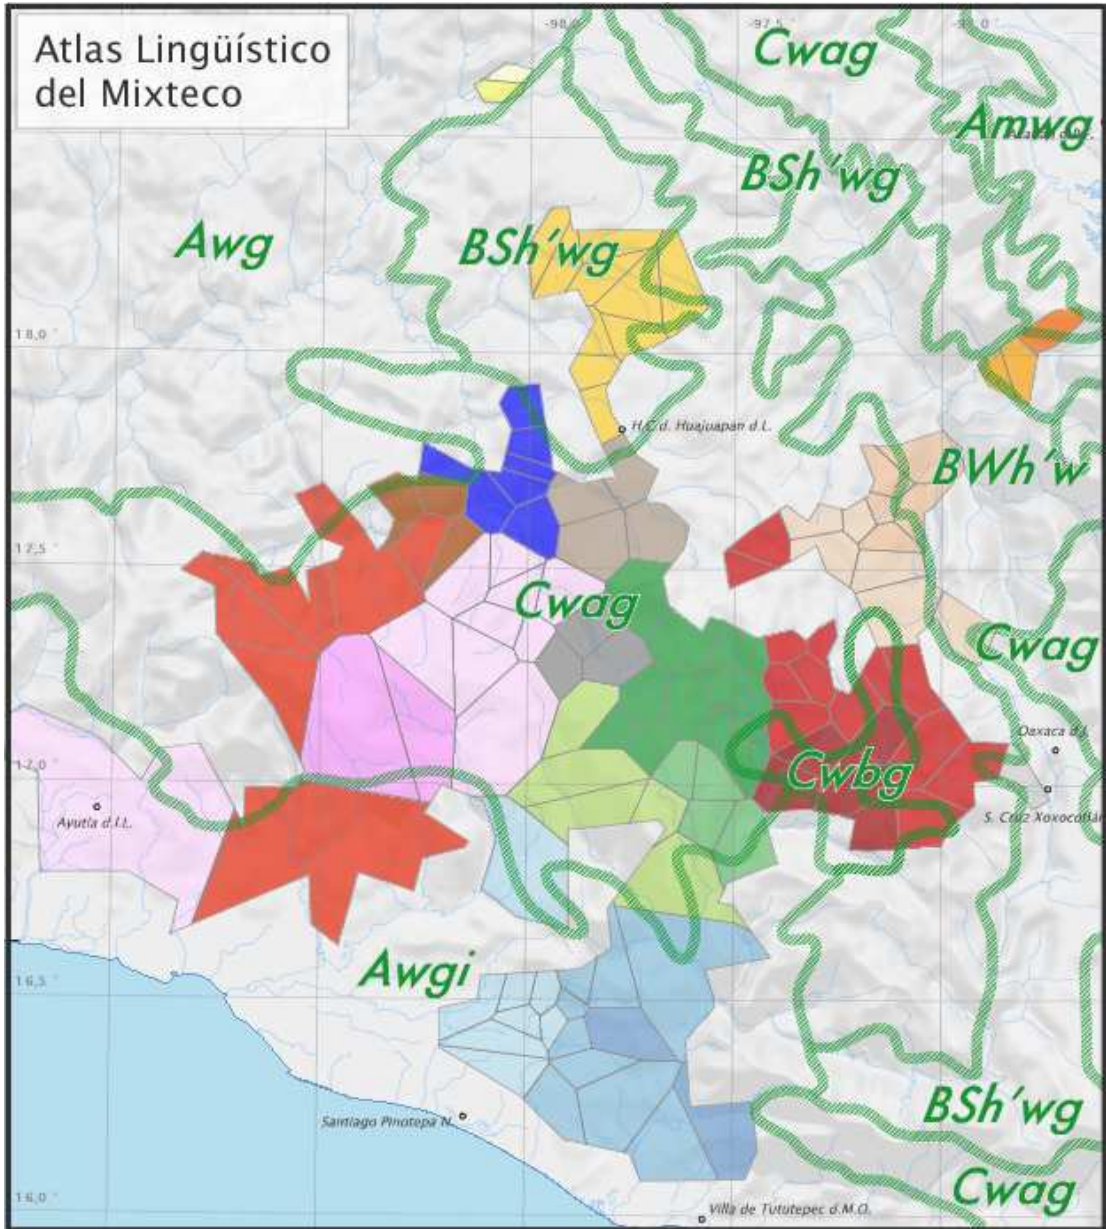 Atlas Lingüístico
del Mixteco
-98,0
-97,5
-97,0
Cwag
Amwg
BSh'wg
Awg
BSh'wg
18,0
H.C.d. Huajuapan d.L.
BWh'w
17,5
Cwag
Cwag
Oaxaca d.J.
Cwbg
Ayutla d.l.L.
S. Cruz Xoxocotlán
Awgi
16,5
BSh'wg
Santiago Pinotepa N.
Cwag
16,0
Villa de Tututepec d.M.O.